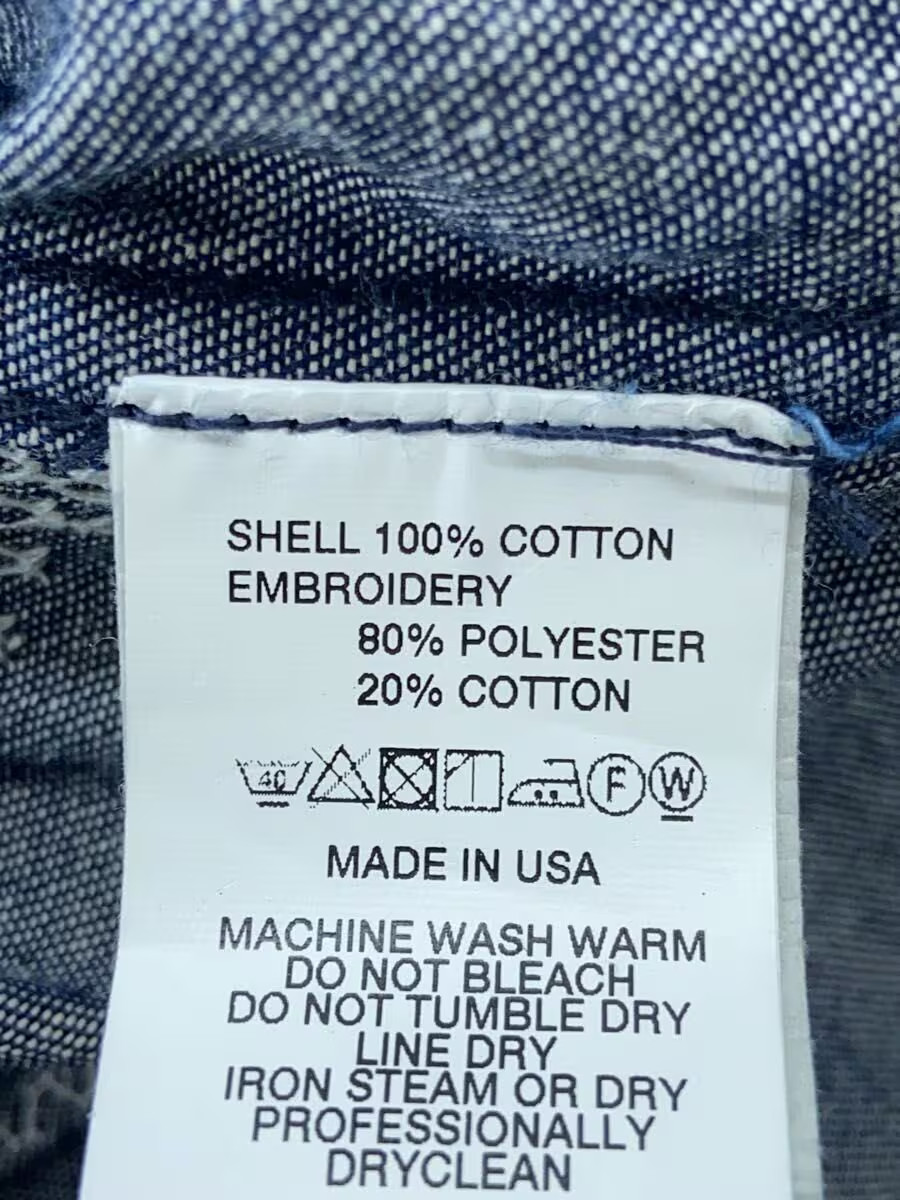 SHELL 100% COTTON
EMBROIDERY
80% POLYESTER
20% COTTON
40 F W
MADE IN USA
MACHINE WASH WARM
DO NOT BLEACH
DO NOT TUMBLE DRY
LINE DRY
IRON STEAM OR DRY
PROFESSIONALLY
DRYCLEAN